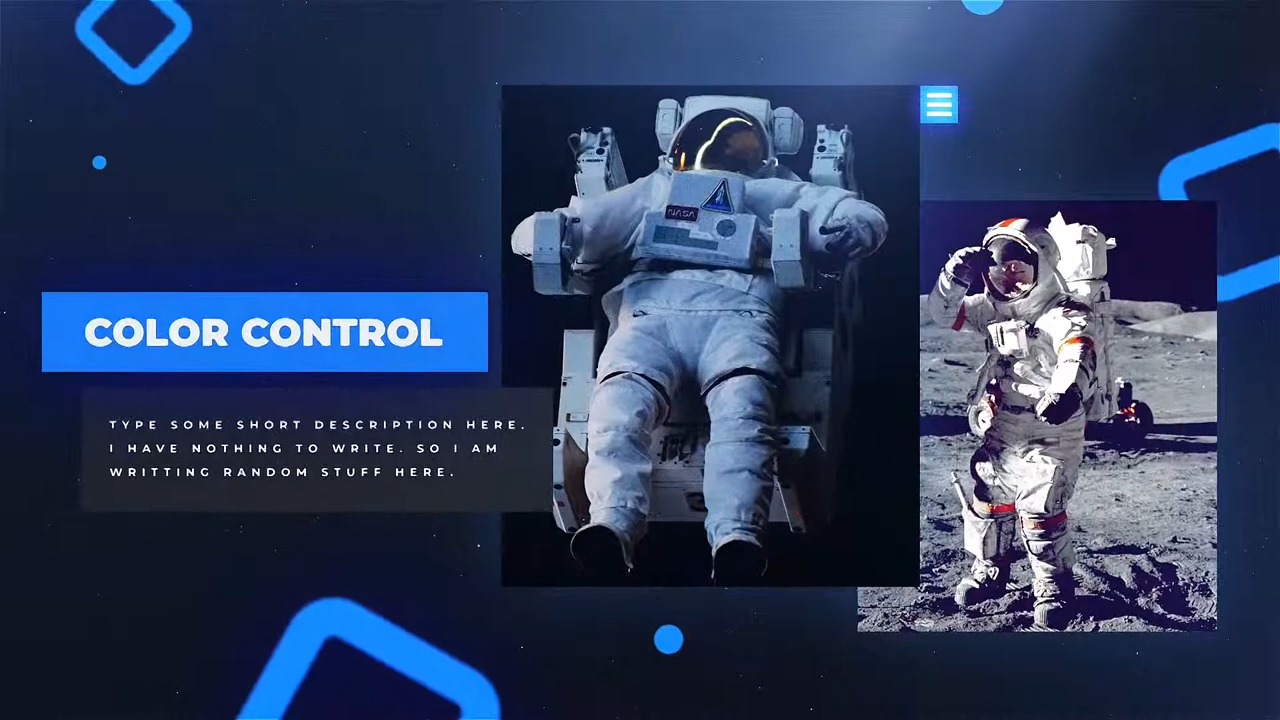 COLOR CONTROL
TYPE SOME SHORT DESCRIPTION HERE.
I HAVE NOTHING TO WRITE. SO I AM
WRITTING RANDOM STUFF HERE.
NASA